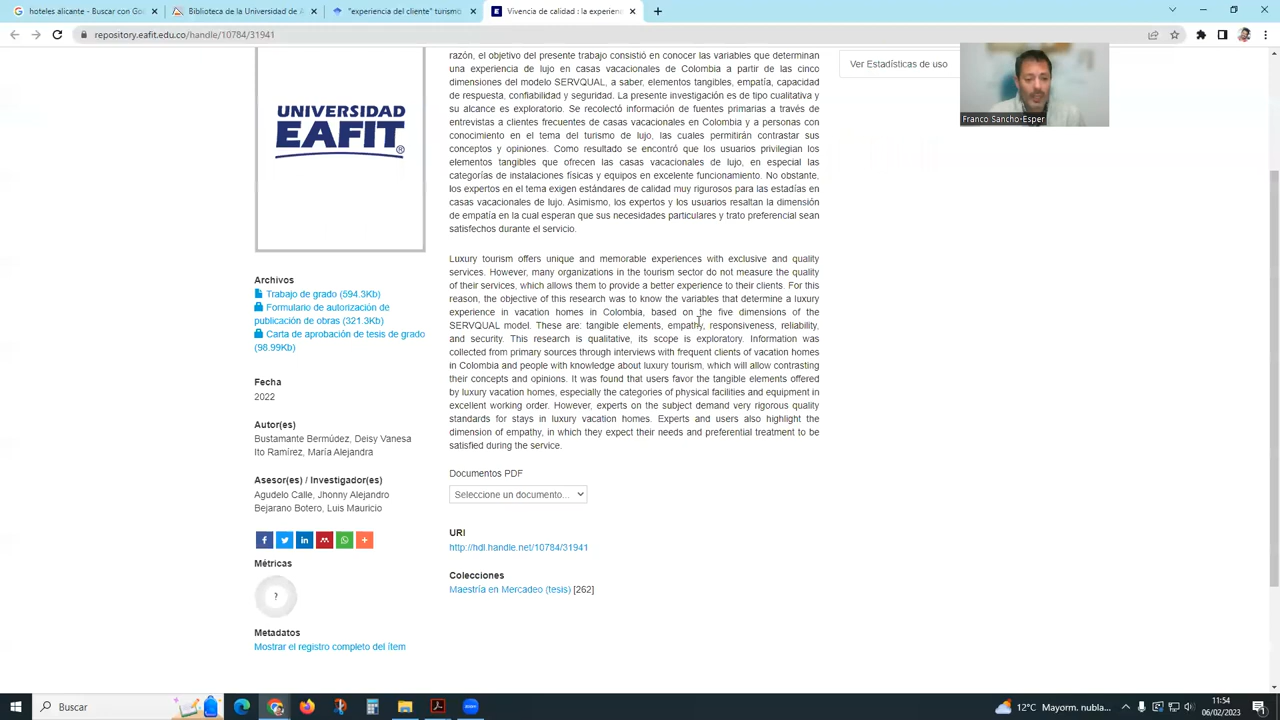 hoteles alicante - Buscar con Go
Biblioteca de la Universidad de A
del cliente" turismo
Vivencia de calidad : la experien
repository.eafit.edu.co/handle/10784/31941
razón, el objetivo del presente trabajo consistió en conocer las variables que determinan
una experiencia de lujo en casas vacacionales de Colombia a partir de las cinco
dimensiones del modelo SERVQUAL, a saber, elementos tangibles, empatía, capacidad
de respuesta, confiabilidad y seguridad. La presente investigación es de tipo cualitativa y
su alcance es exploratorio. Se recolectó información de fuentes primarias a través de
entrevistas a clientes frecuentes de casas vacacionales en Colombia y a personas con
conocimiento en el tema del turismo de lujo, las cuales permitirán contrastar sus
conceptos y opiniones. Como resultado se encontró que los usuarios privilegian los
elementos tangibles que ofrecen las casas vacacionales de lujo, en especial las
categorías de instalaciones físicas y equipos en excelente funcionamiento. No obstante,
los expertos en el tema exigen estándares de calidad muy rigurosos para las estadías en
casas vacacionales de lujo. Asimismo, los expertos y los usuarios resaltan la dimensión
de empatía en la cual esperan que sus necesidades particulares y trato preferencial sean
satisfechos durante el servicio.
Luxury tourism offers unique and memorable experiences with exclusive and quality
services. However, many organizations in the tourism sector do not measure the quality
of their services, which allows them to provide a better experience to their clients. For this
reason, the objective of this research was to know the variables that determine a luxury
experience in vacation homes in Colombia, based on the five dimensions of the
SERVQUAL model. These are: tangible elements, empathy, responsiveness, reliability,
and security. This research is qualitative, its scope is exploratory. Information was
collected from primary sources through interviews with frequent clients of vacation homes
in Colombia and people with knowledge about luxury tourism, which will allow contrasting
their concepts and opinions. It was found that users favor the tangible elements offered
by luxury vacation homes, especially the categories of physical facilities and equipment in
excellent working order. However, experts on the subject demand very rigorous quality
standards for stays in luxury vacation homes. Experts and users also highlight the
dimension of empathy, in which they expect their needs and preferential treatment to be
satisfied during the service.
Documentos PDF
Seleccione un documento...
URI
http://hdl.handle.net/10784/31941
Colecciones
Maestría en Mercadeo (tesis) [262]
UNIVERSIDAD
EAFIT®
Archivos
Trabajo de grado (594.3Kb)
Formulario de autorización de
publicación de obras (321.3Kb)
Carta de aprobación de tesis de grado
(98.99Kb)
Fecha
2022
Autor(es)
Bustamante Bermúdez, Deisy Vanesa
Ito Ramírez, María Alejandra
Asesor(es) / Investigador(es)
Agudelo Calle, Jhonny Alejandro
Bejarano Botero, Luis Mauricio
Métricas
?
Metadatos
Mostrar el registro completo del ítem
Ver Estadísticas de uso
Franco Sancho-Esper
Buscar
12°C Mayorm. nubla...
11:54
06/02/2023